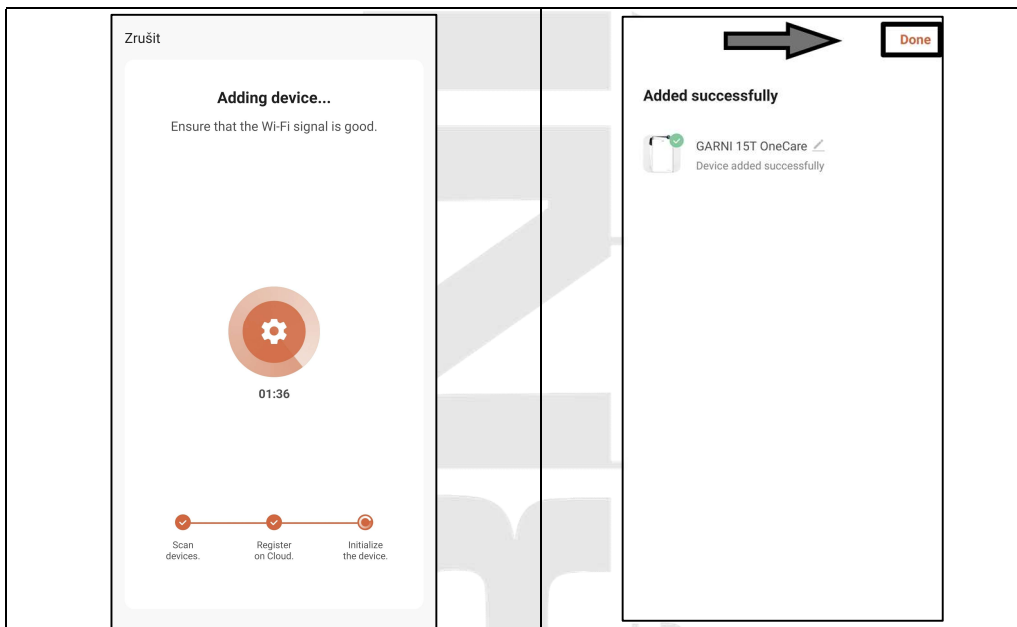 Zrušit
Adding device...
Ensure that the Wi-Fi signal is good.
01:36
Scan
devices.
Register
on Cloud.
Initialize
the device.
Done
Added successfully
GARNI 15T OneCare
Device added successfully